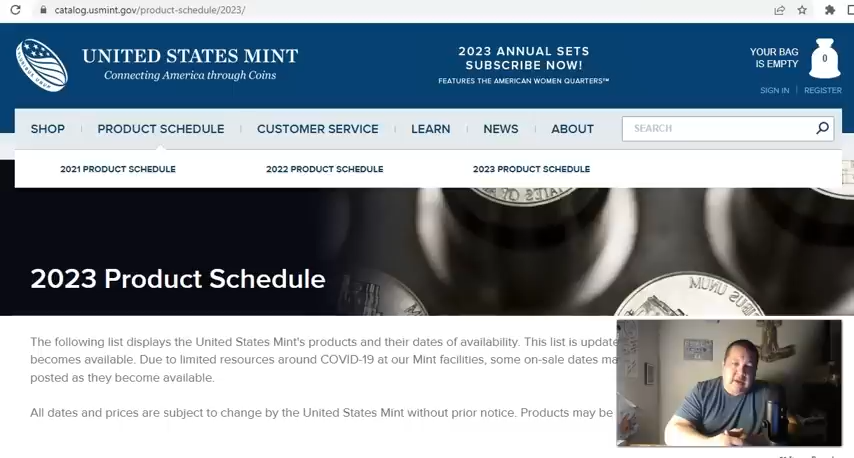 catalog.usmint.gov/product-schedule/2023/
UNITED STATES MINT
Connecting America through Coins
2023 ANNUAL SETS
SUBSCRIBE NOW!
FEATURES THE AMERICAN WOMEN QUARTERS™
YOUR BAG
IS EMPTY
0
SIGN IN | REGISTER
SHOP
PRODUCT SCHEDULE
CUSTOMER SERVICE
LEARN
NEWS
ABOUT
SEARCH
2021 PRODUCT SCHEDULE
2022 PRODUCT SCHEDULE
2023 PRODUCT SCHEDULE
2023 Product Schedule
The following list displays the United States Mint's products and their dates of availability. This list is update
becomes available. Due to limited resources around COVID-19 at our Mint facilities, some on-sale dates ma
posted as they become available.
All dates and prices are subject to change by the United States Mint without prior notice. Products may be